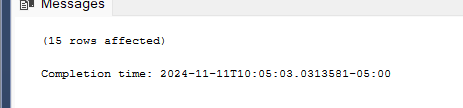 Messages
(15 rows affected)
Completion time: 2024-11-11T10:05:03.0313581-05:00